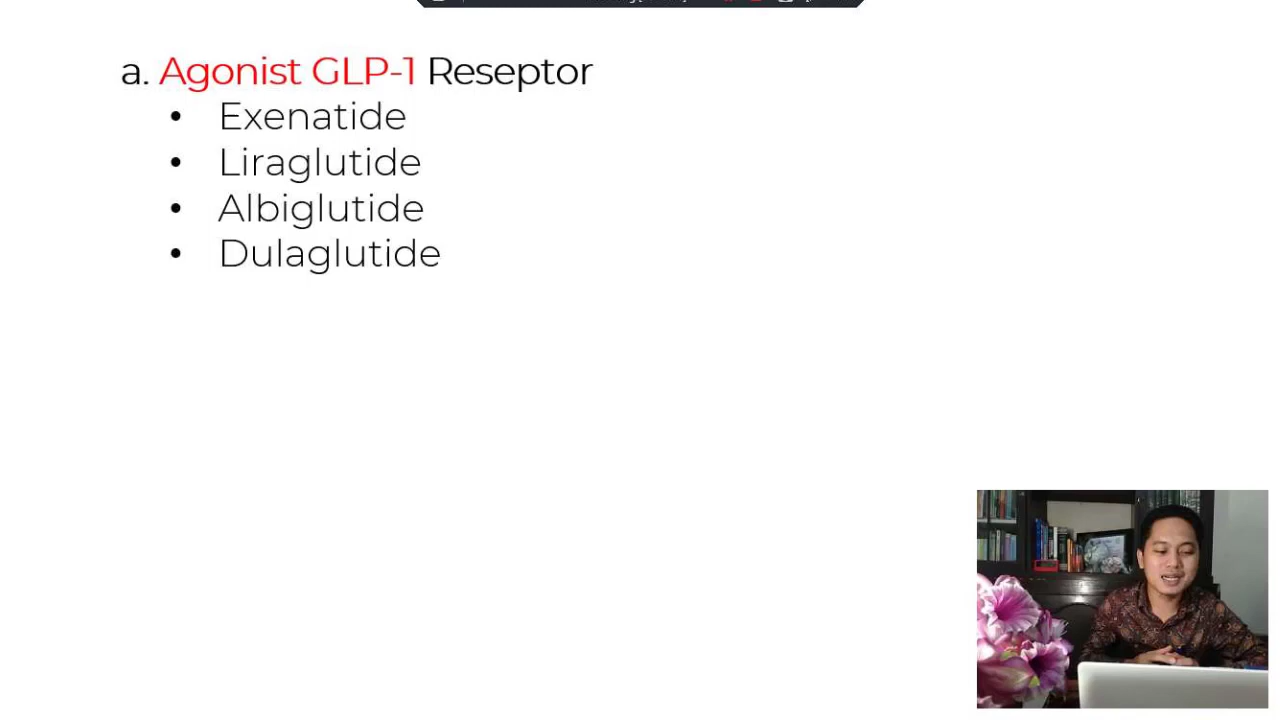 a. Agonist GLP-1 Reseptor
• Exenatide
• Liraglutide
• Albiglutide
• Dulaglutide